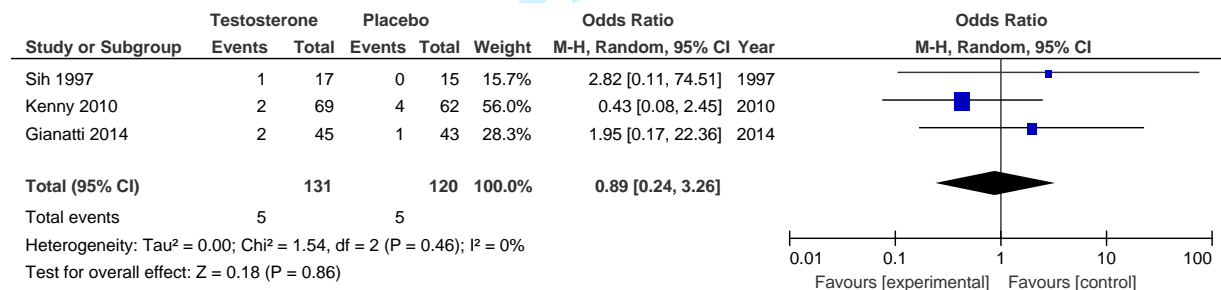 Testosterone Placebo Odds Ratio Odds Ratio
Study or Subgroup Events Total Events Total Weight M-H, Random, 95% CI Year M-H, Random, 95% CI
Sih 1997 1 17 0 15 15.7% 2.82 [0.11, 74.51] 1997
Kenny 2010 2 69 4 62 56.0% 0.43 [0.08, 2.45] 2010
Gianatti 2014 2 45 1 43 28.3% 1.95 [0.17, 22.36] 2014
Total (95% CI) 131 120 100.0% 0.89 [0.24, 3.26]
Total events 5 5
Heterogeneity: Tau² = 0.00; Chi² = 1.54, df = 2 (P = 0.46); I² = 0%
Test for overall effect: Z = 0.18 (P = 0.86)
0.01 0.1 1 10 100
Favours [experimental] Favours [control]